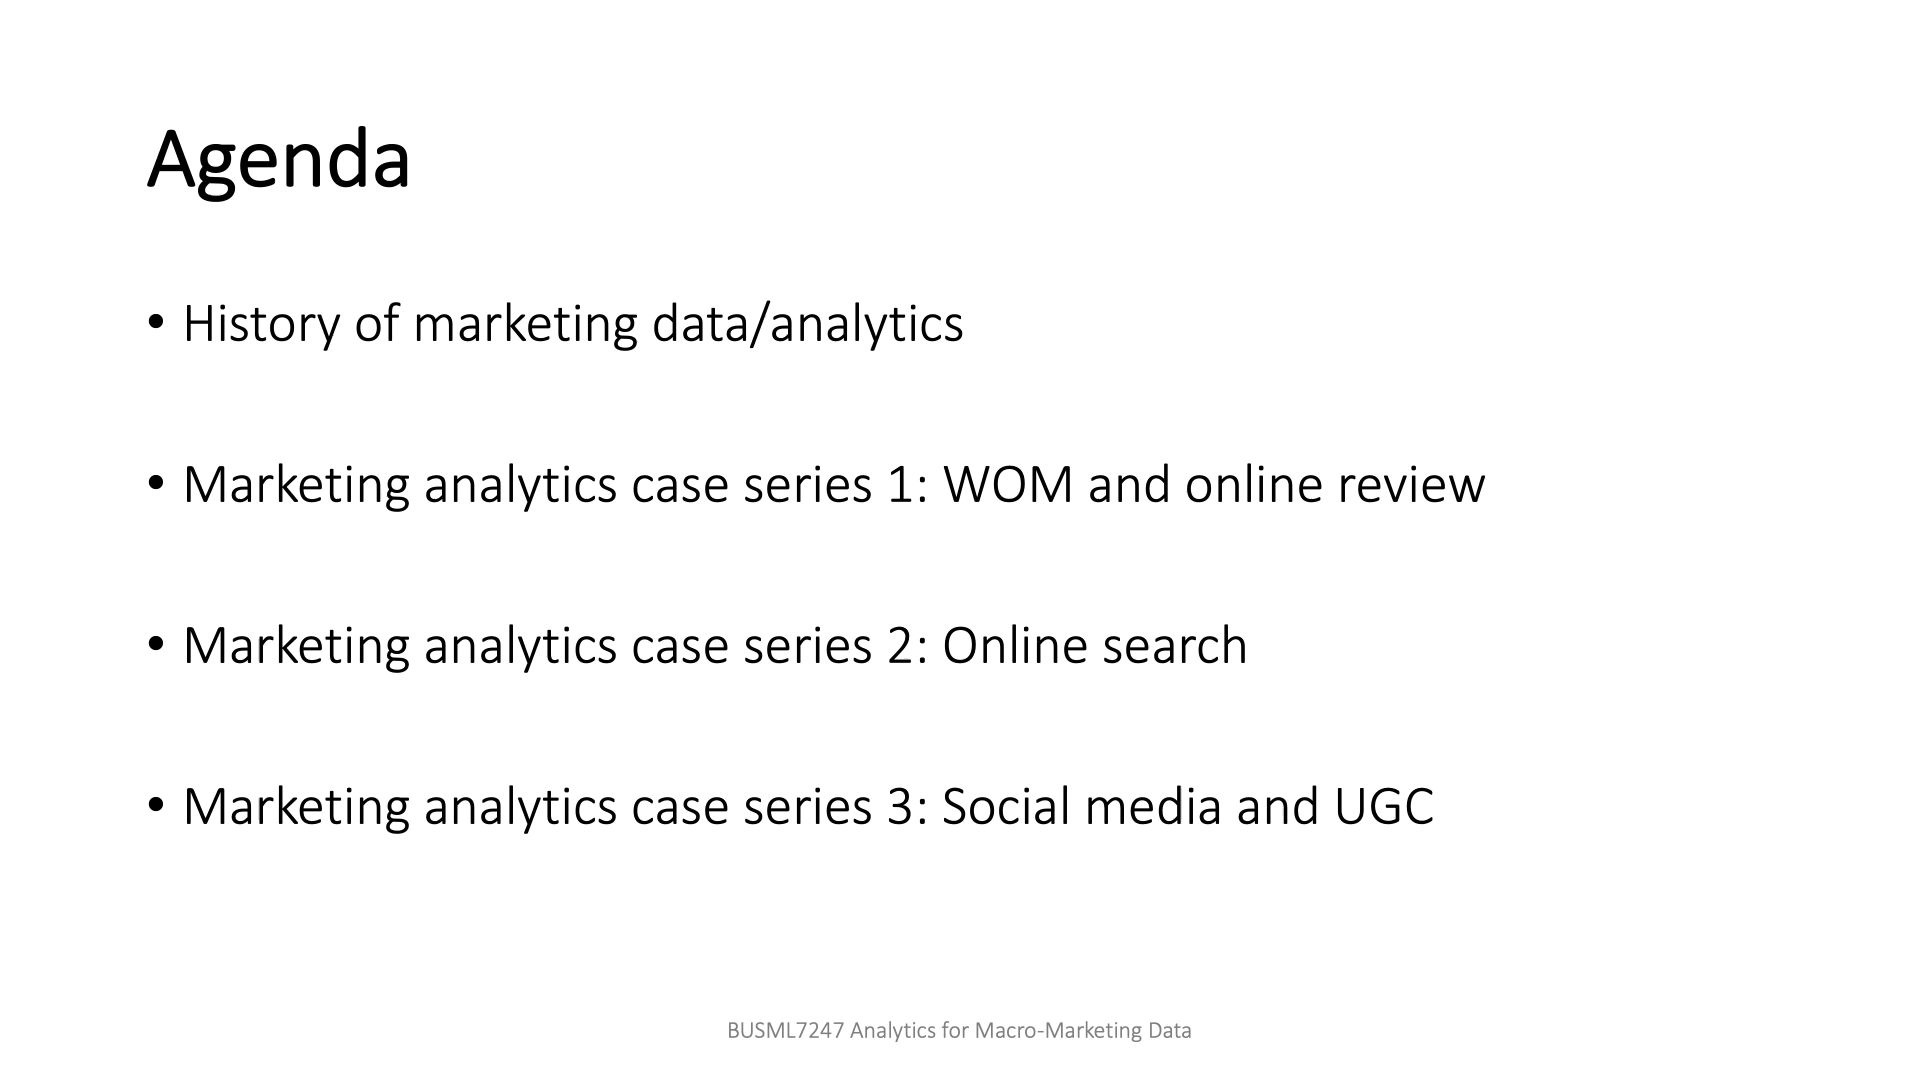 Agenda
• History of marketing data/analytics
• Marketing analytics case series 1: WOM and online review
• Marketing analytics case series 2: Online search
• Marketing analytics case series 3: Social media and UGC
BUSML7247 Analytics for Macro-Marketing Data